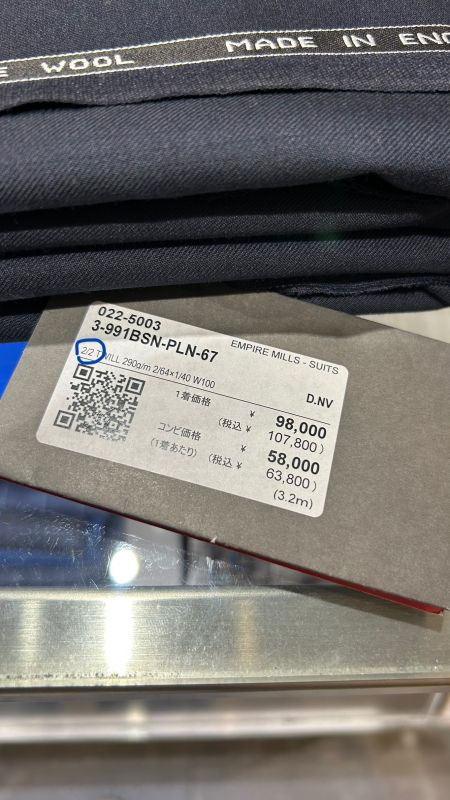 WOOL MADE IN
022-5003
3-991BSN-PLN-67
EMPIRE MILLS - SUITS
2/2 TWILL 290g/m 2/64×1/40 W100
D.NV
1着価格 ¥ 98,000
(税込 ¥ 107,800)
コンビ価格 ¥ 58,000
(1着あたり) (税込 ¥ 63,800)
(3.2m)